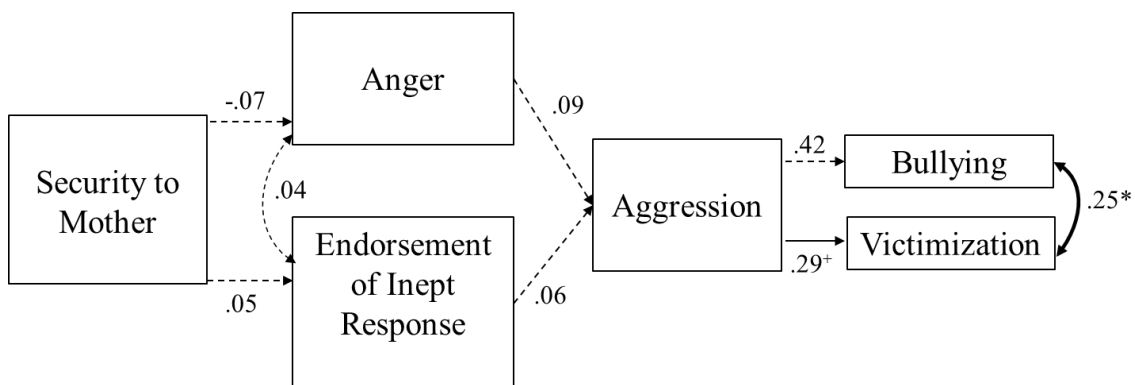 Anger
-.07
.09
Security to
Mother
.04
.42
Bullying
Aggression
.25*
Endorsement
of Inept
Response
Victimization
.29+
.05
.06